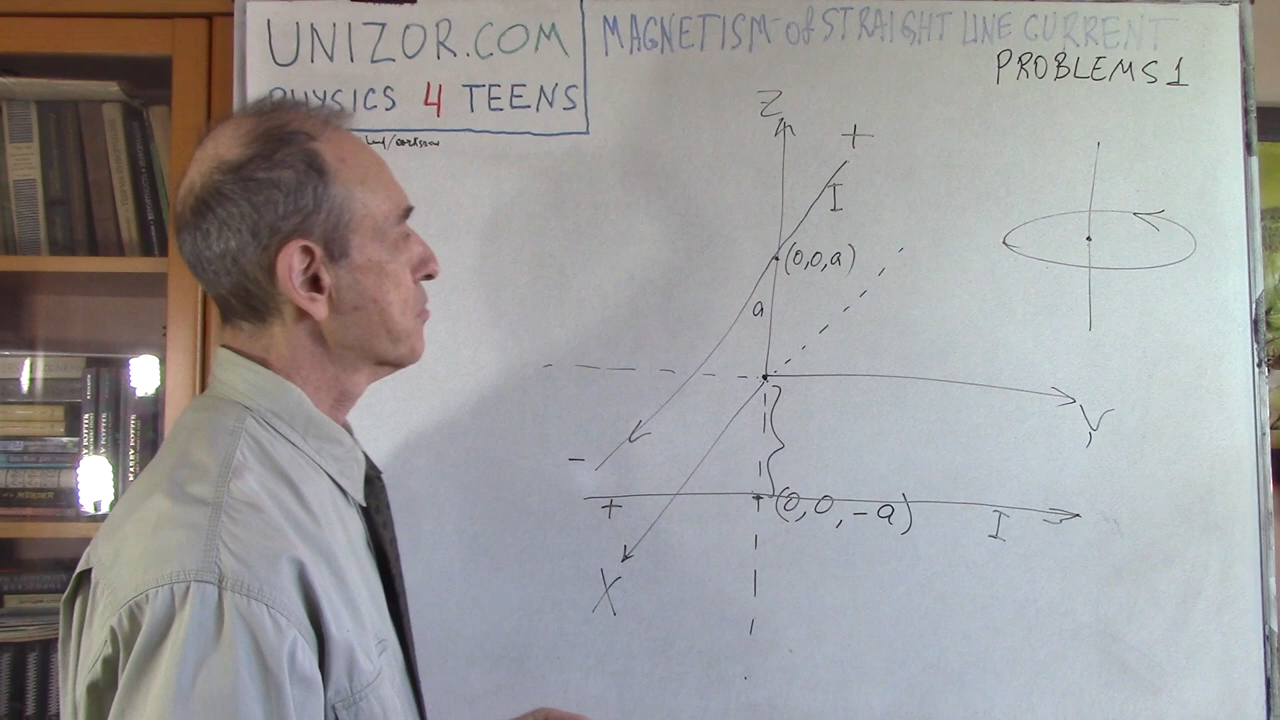 UNIZOR.COM
PHYSICS 4 TEENS
MAGNETISM of STRAIGHT LINE CURRENT
PROBLEMS 1
Z
+
I
(0,0,a)
a
Y
-
+
(0,0,-a)
I
X